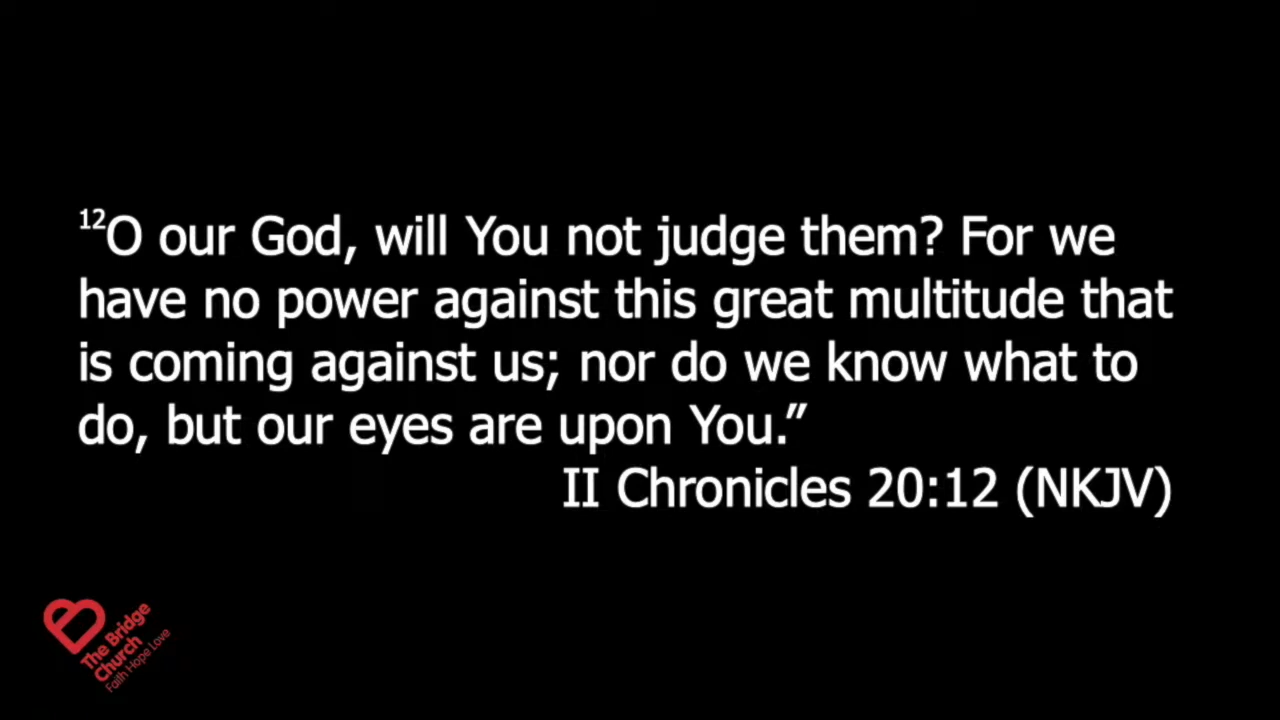 12O our God, will You not judge them? For we
have no power against this great multitude that
is coming against us; nor do we know what to
do, but our eyes are upon You.”
II Chronicles 20:12 (NKJV)
The Bridge
Church
Faith Hope Love